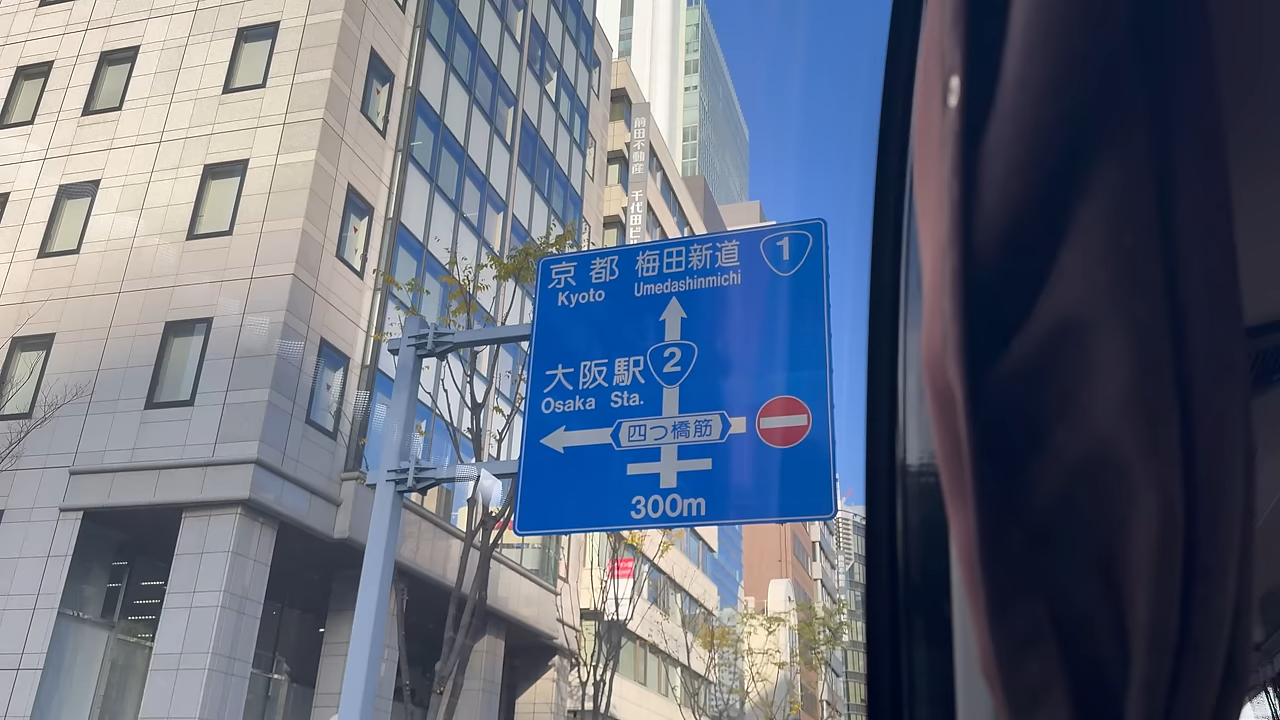 前田不動産 千代田ビ
京都 梅田新道 1
Kyoto Umedashinmichi
大阪駅 2
Osaka Sta.
四つ橋筋
300m